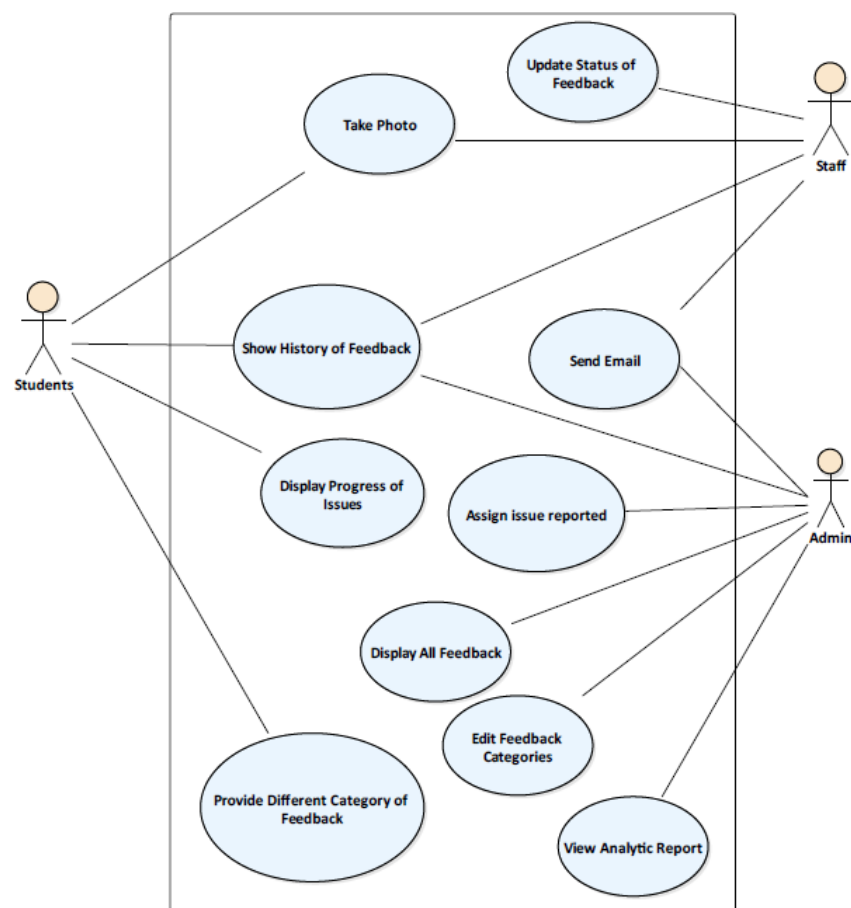 Update Status of
Feedback
Take Photo
Staff
Show History of Feedback
Send Email
Students
Display Progress of
Issues
Assign issue reported
Admin
Display All Feedback
Edit Feedback
Categories
Provide Different Category of
Feedback
View Analytic Report